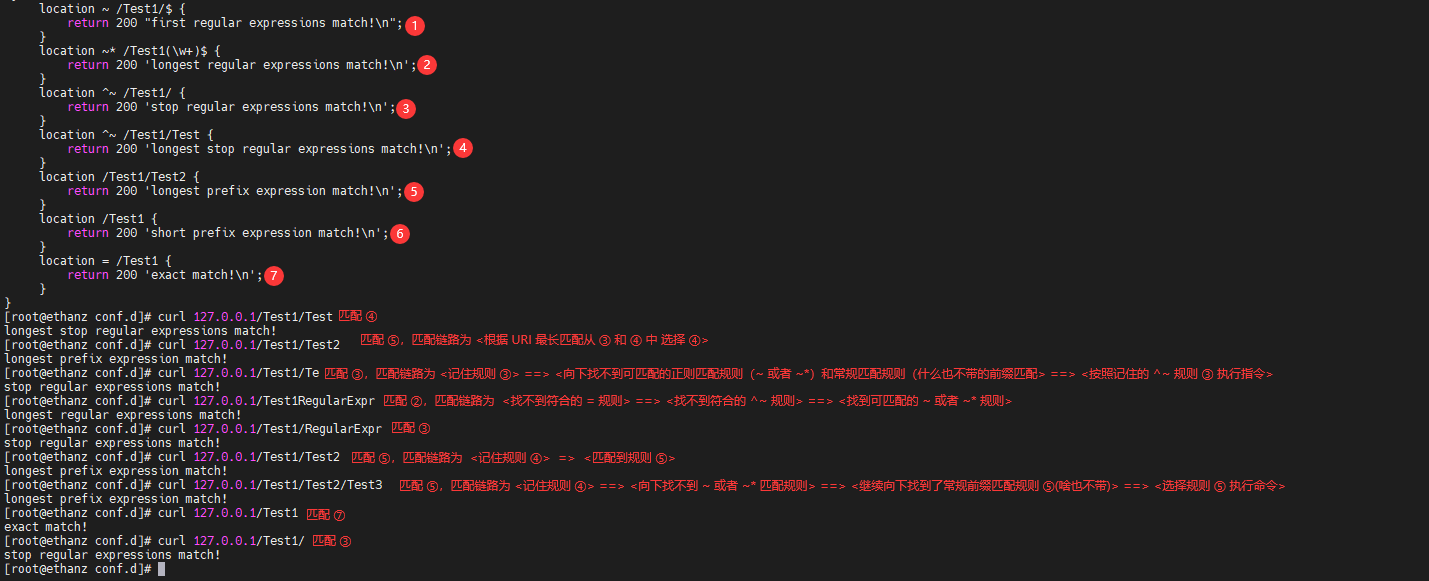 location ~ /Test1/$ {
return 200 "first regular expressions match!\n"; 1
}
location ~* /Test1(\w+)$ {
return 200 'longest regular expressions match!\n'; 2
}
location ^~ /Test1/ {
return 200 'stop regular expressions match!\n'; 3
}
location ^~ /Test1/Test {
return 200 'longest stop regular expressions match!\n'; 4
}
location /Test1/Test2 {
return 200 'longest prefix expression match!\n'; 5
}
location /Test1 {
return 200 'short prefix expression match!\n'; 6
}
location = /Test1 {
return 200 'exact match!\n'; 7
}
}
[root@ethanz conf.d]# curl 127.0.0.1/Test1/Test 匹配 ④
longest stop regular expressions match!
[root@ethanz conf.d]# curl 127.0.0.1/Test1/Test2 匹配 ⑤，匹配链路为 <根据 URI 最长匹配从 ③ 和 ④ 中 选择 ④>
longest prefix expression match!
[root@ethanz conf.d]# curl 127.0.0.1/Test1/Te 匹配 ③，匹配链路为 <记住规则 ③> ==> <向下找不到可匹配的正则匹配规则（~ 或者 ~*）和常规匹配规则（什么也不带的前缀匹配> ==> <按照记住的 ^~ 规则 ③ 执行指令>
stop regular expressions match!
[root@ethanz conf.d]# curl 127.0.0.1/Test1RegularExpr 匹配 ②，匹配链路为 <找不到符合的 = 规则> ==> <找不到符合的 ^~ 规则> ==> <找到可匹配的 ~ 或者 ~* 规则>
longest regular expressions match!
[root@ethanz conf.d]# curl 127.0.0.1/Test1/RegularExpr 匹配 ③
stop regular expressions match!
[root@ethanz conf.d]# curl 127.0.0.1/Test1/Test2 匹配 ⑤，匹配链路为 <记住规则 ④> => <匹配到规则 ⑤>
longest prefix expression match!
[root@ethanz conf.d]# curl 127.0.0.1/Test1/Test2/Test3 匹配 ⑤，匹配链路为 <记住规则 ④> ==> <向下找不到 ~ 或者 ~* 匹配规则> ==> <继续向下找到了常规前缀匹配规则 ⑤(啥也不带)> ==> <选择规则 ⑤ 执行命令>
longest prefix expression match!
[root@ethanz conf.d]# curl 127.0.0.1/Test1 匹配 ⑦
exact match!
[root@ethanz conf.d]# curl 127.0.0.1/Test1/ 匹配 ③
stop regular expressions match!
[root@ethanz conf.d]#